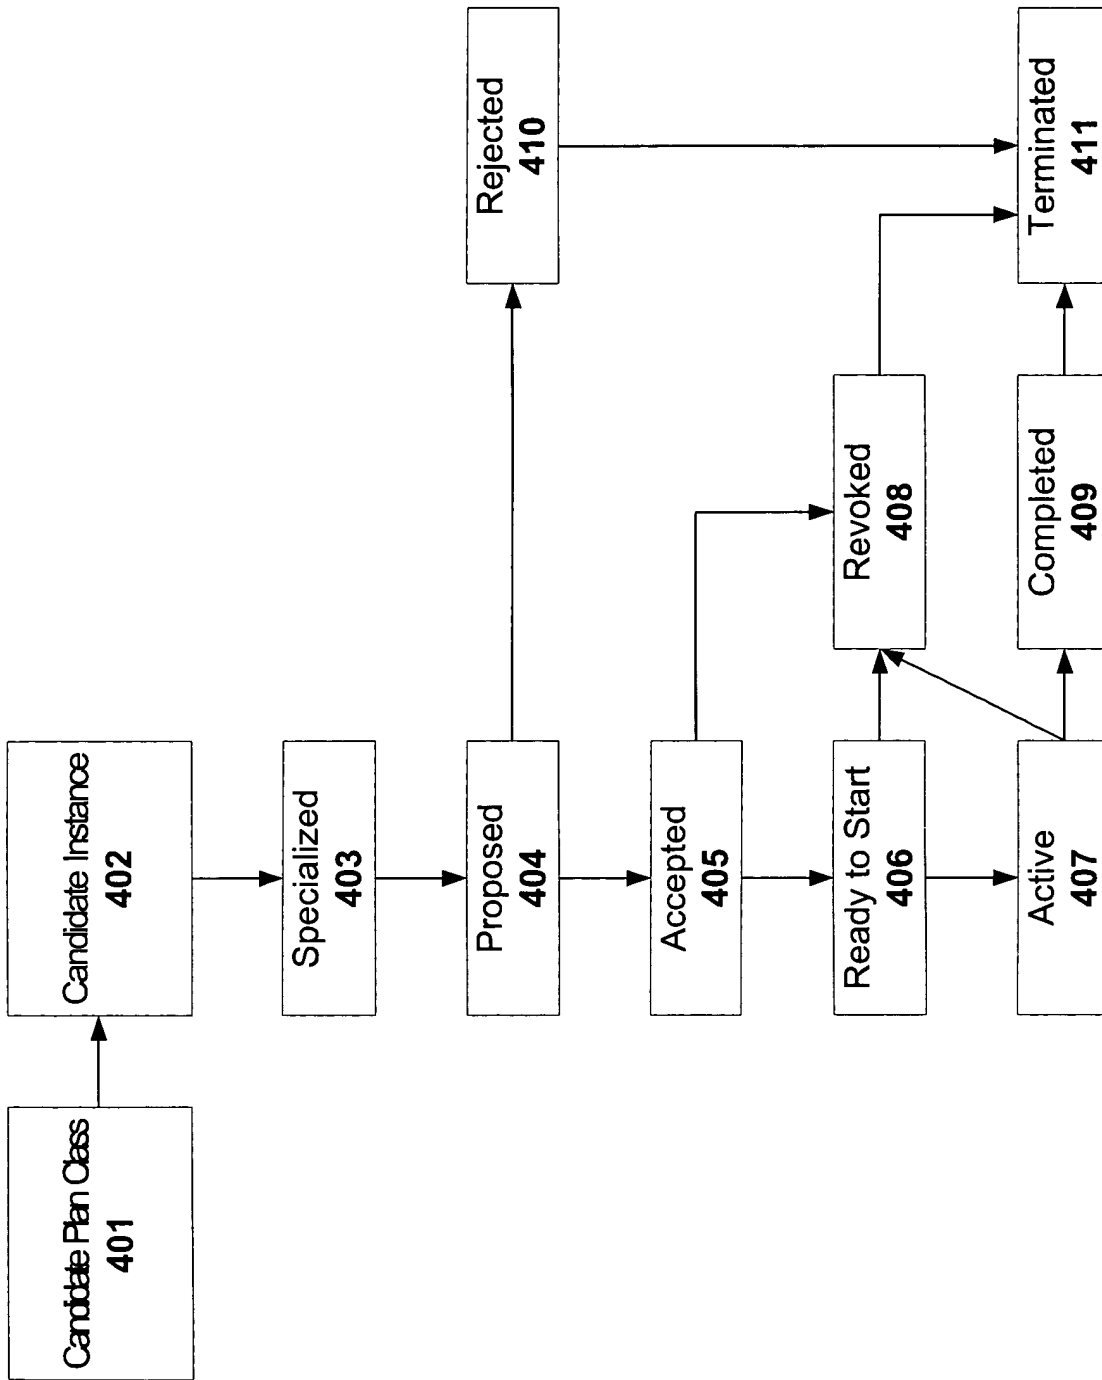 Candidate Plan Class
401
Candidate Instance
402
Specialized
403
Proposed
404
Accepted
405
Ready to Start
406
Active
407
Revoked
408
Completed
409
Rejected
410
Terminated
411